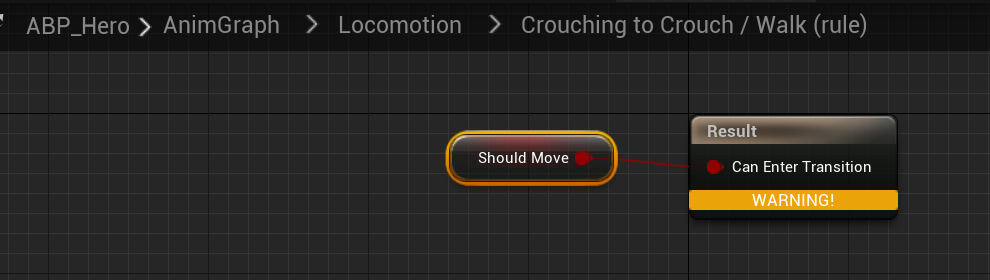 ABP_Hero > AnimGraph > Locomotion > Crouching to Crouch / Walk (rule)
Result
Should Move
Can Enter Transition
WARNING!